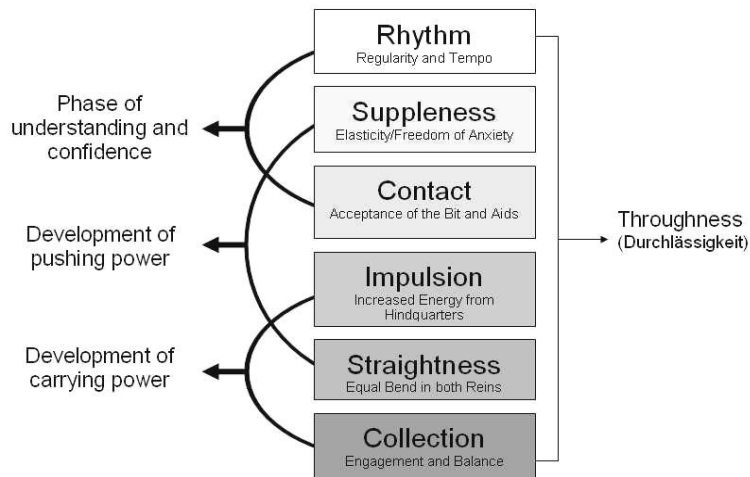 Rhythm
Regularity and Tempo
Suppleness
Elasticity/Freedom of Anxiety
Contact
Acceptance of the Bit and Aids
Impulsion
Increased Energy from
Hindquarters
Straightness
Equal Bend in both Reins
Collection
Engagement and Balance
Phase of
understanding and
confidence
Development of
pushing power
Development of
carrying power
Throughness
(Durchlässigkeit)